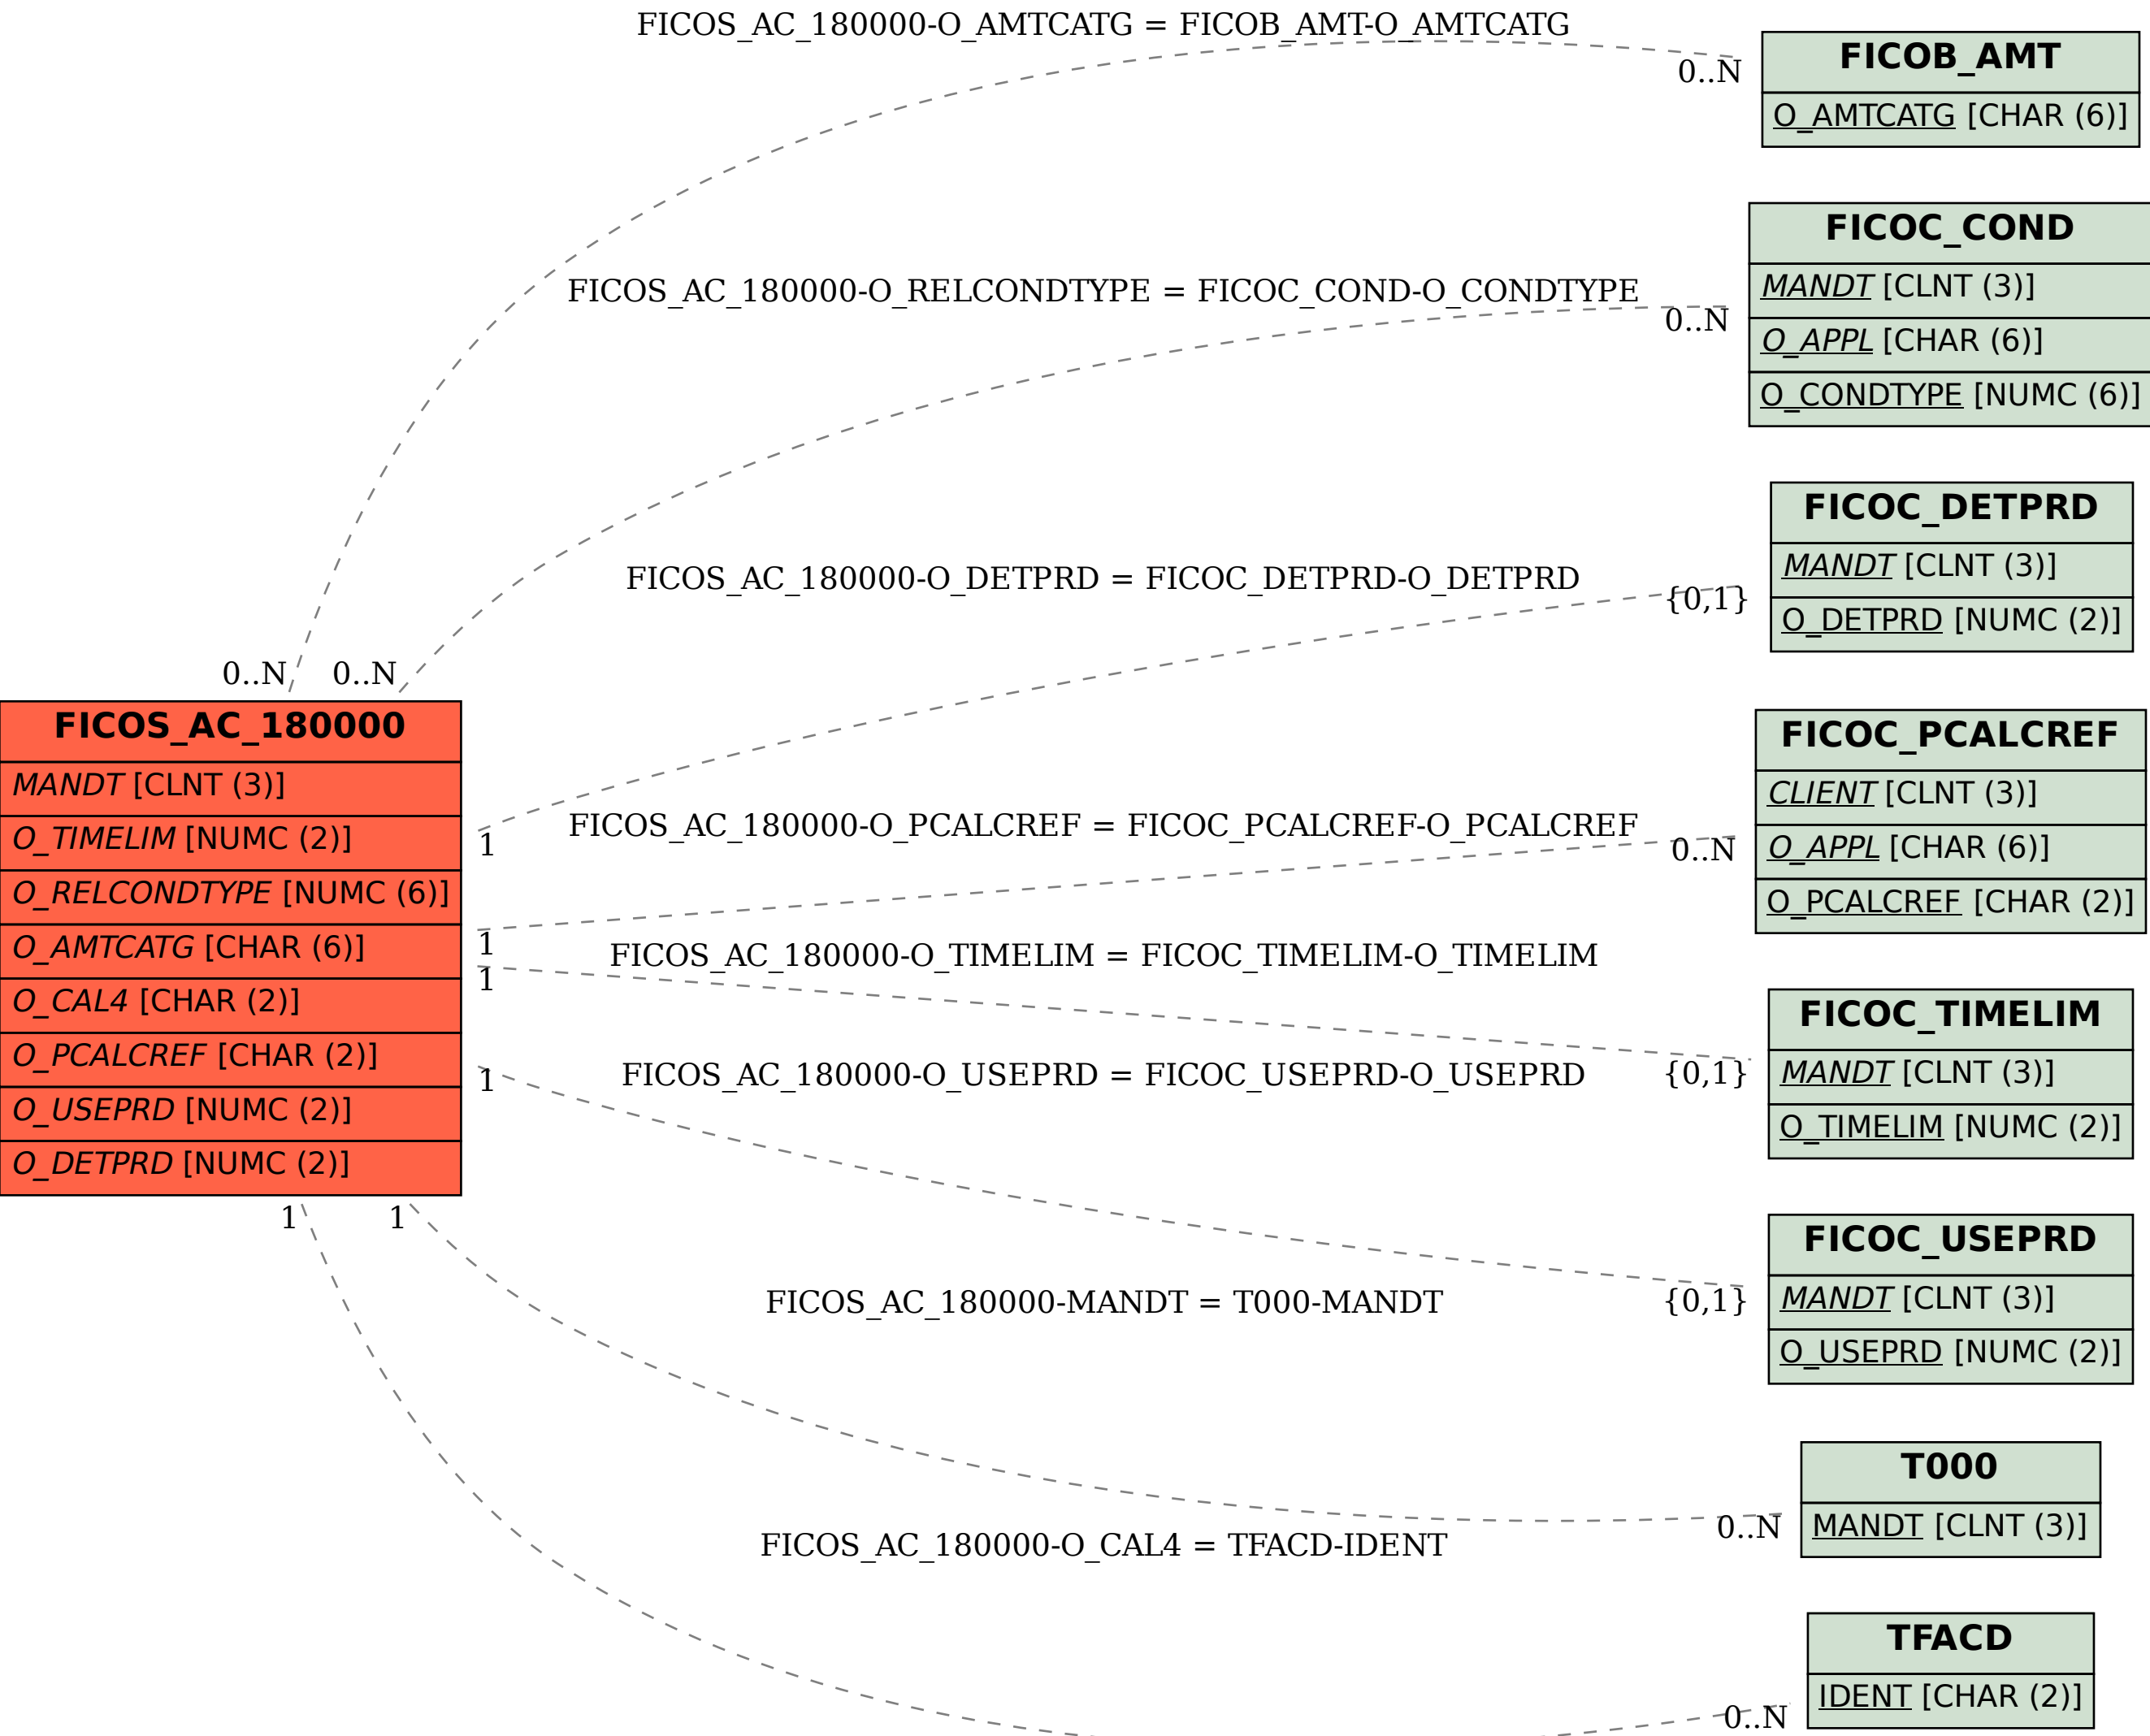 FICOS_AC_180000-O_AMTCATG = FICOB_AMT-O_AMTCATG
0..N
FICOB_AMT
O_AMTCATG [CHAR (6)]
FICOS_AC_180000-O_RELCONDTYPE = FICOC_COND-O_CONDTYPE
0..N
FICOC_COND
MANDT [CLNT (3)]
O_APPL [CHAR (6)]
O_CONDTYPE [NUMC (6)]
FICOS_AC_180000-O_DETPRD = FICOC_DETPRD-O_DETPRD
{0,1}
FICOC_DETPRD
MANDT [CLNT (3)]
O_DETPRD [NUMC (2)]
0..N
0..N
FICOS_AC_180000
MANDT [CLNT (3)]
O_TIMELIM [NUMC (2)]
O_RELCONDTYPE [NUMC (6)]
O_AMTCATG [CHAR (6)]
O_CAL4 [CHAR (2)]
O_PCALCREF [CHAR (2)]
O_USEPRD [NUMC (2)]
O_DETPRD [NUMC (2)]
1
FICOS_AC_180000-O_PCALCREF = FICOC_PCALCREF-O_PCALCREF
0..N
FICOC_PCALCREF
CLIENT [CLNT (3)]
O_APPL [CHAR (6)]
O_PCALCREF [CHAR (2)]
1
FICOS_AC_180000-O_TIMELIM = FICOC_TIMELIM-O_TIMELIM
1
{0,1}
FICOC_TIMELIM
MANDT [CLNT (3)]
O_TIMELIM [NUMC (2)]
1
FICOS_AC_180000-O_USEPRD = FICOC_USEPRD-O_USEPRD
{0,1}
FICOC_USEPRD
MANDT [CLNT (3)]
O_USEPRD [NUMC (2)]
1
1
FICOS_AC_180000-MANDT = T000-MANDT
0..N
T000
MANDT [CLNT (3)]
FICOS_AC_180000-O_CAL4 = TFACD-IDENT
0..N
TFACD
IDENT [CHAR (2)]